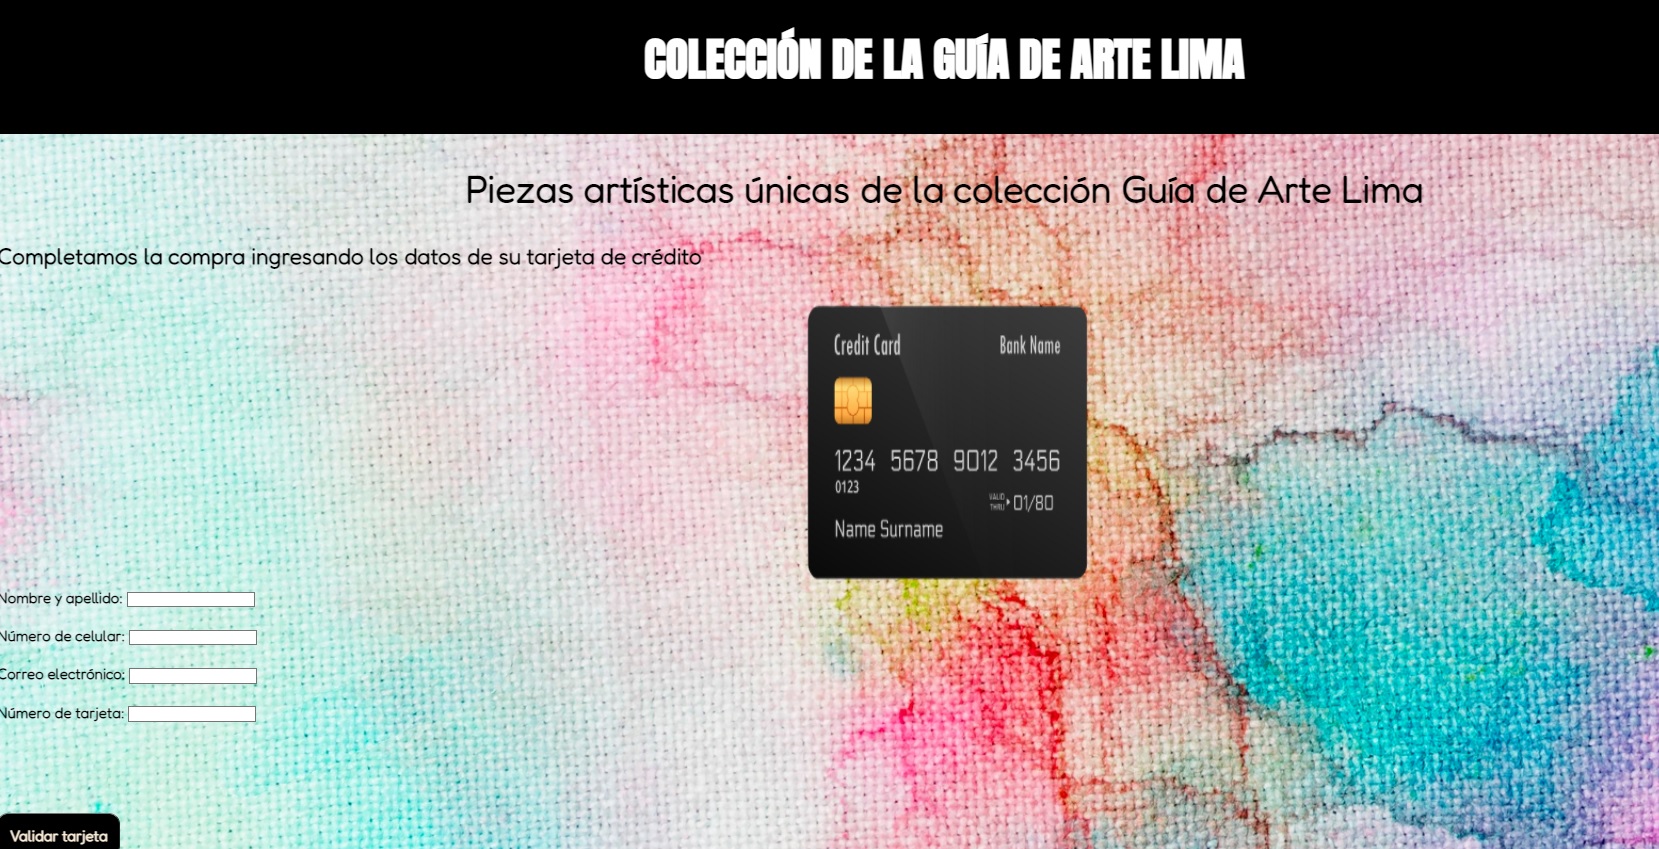 COLECCIÓN DE LA GUÍA DE ARTE LIMA
Piezas artísticas únicas de la colección Guía de Arte Lima
Completamos la compra ingresando los datos de su tarjeta de crédito
Credit Card Bank Name
1234 5678 9012 3456
0123
VALID THRU 01/80
Name Surname
Nombre y apellido:
Número de celular:
Correo electrónico:
Número de tarjeta:
Validar tarjeta